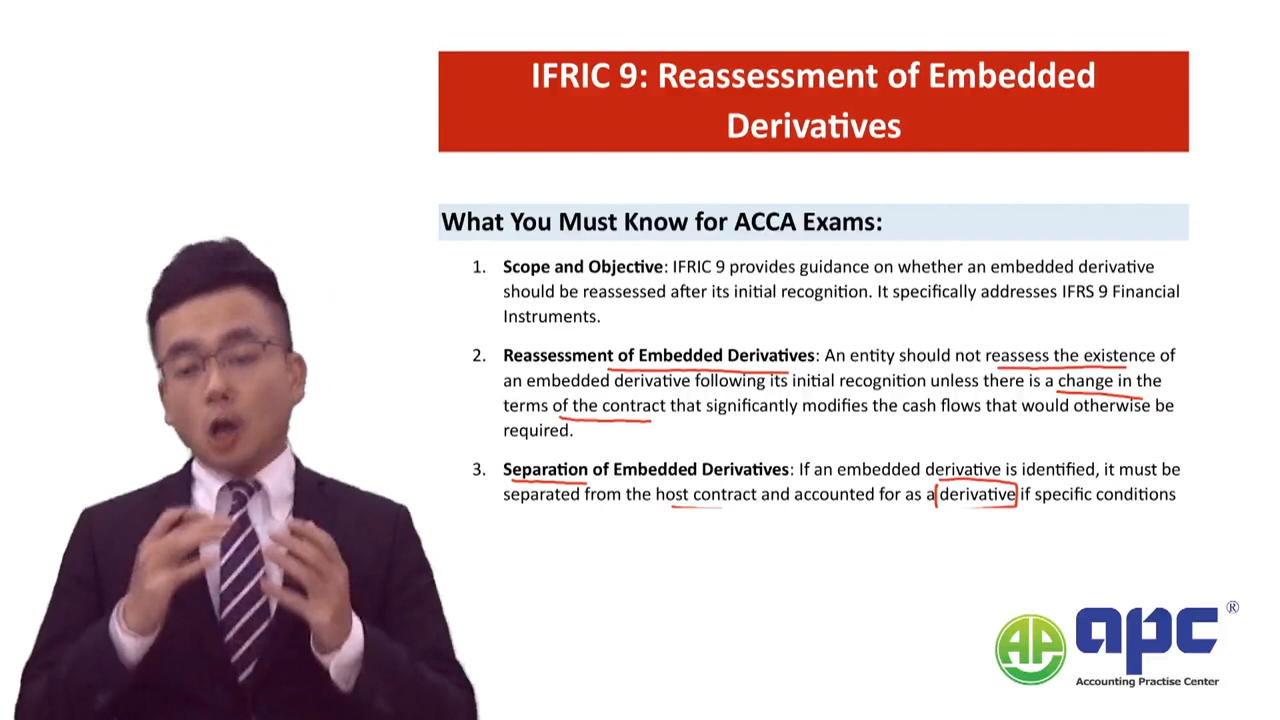 IFRIC 9: Reassessment of Embedded
Derivatives
What You Must Know for ACCA Exams:
1. Scope and Objective: IFRIC 9 provides guidance on whether an embedded derivative
should be reassessed after its initial recognition. It specifically addresses IFRS 9 Financial
Instruments.
2. Reassessment of Embedded Derivatives: An entity should not reassess the existence of
an embedded derivative following its initial recognition unless there is a change in the
terms of the contract that significantly modifies the cash flows that would otherwise be
required.
3. Separation of Embedded Derivatives: If an embedded derivative is identified, it must be
separated from the host contract and accounted for as a derivative if specific conditions
AP
apc ®
Accounting Practise Center